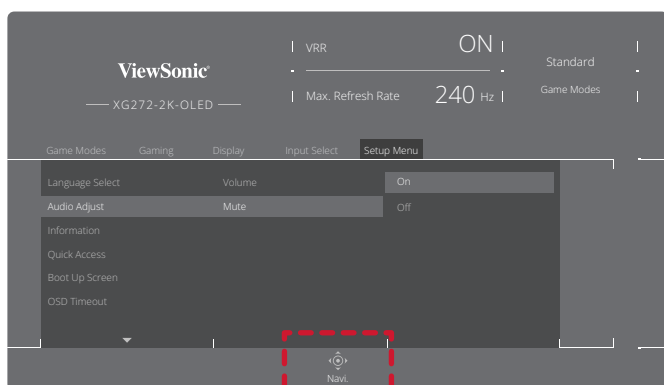 ViewSonic®
XG272-2K-OLED
VRR ON
Max. Refresh Rate 240 Hz
Standard
Game Modes
Game Modes Gaming Display Input Select Setup Menu
Language Select Volume On
Audio Adjust Mute Off
Information
Quick Access
Boot Up Screen
OSD Timeout
Navi.